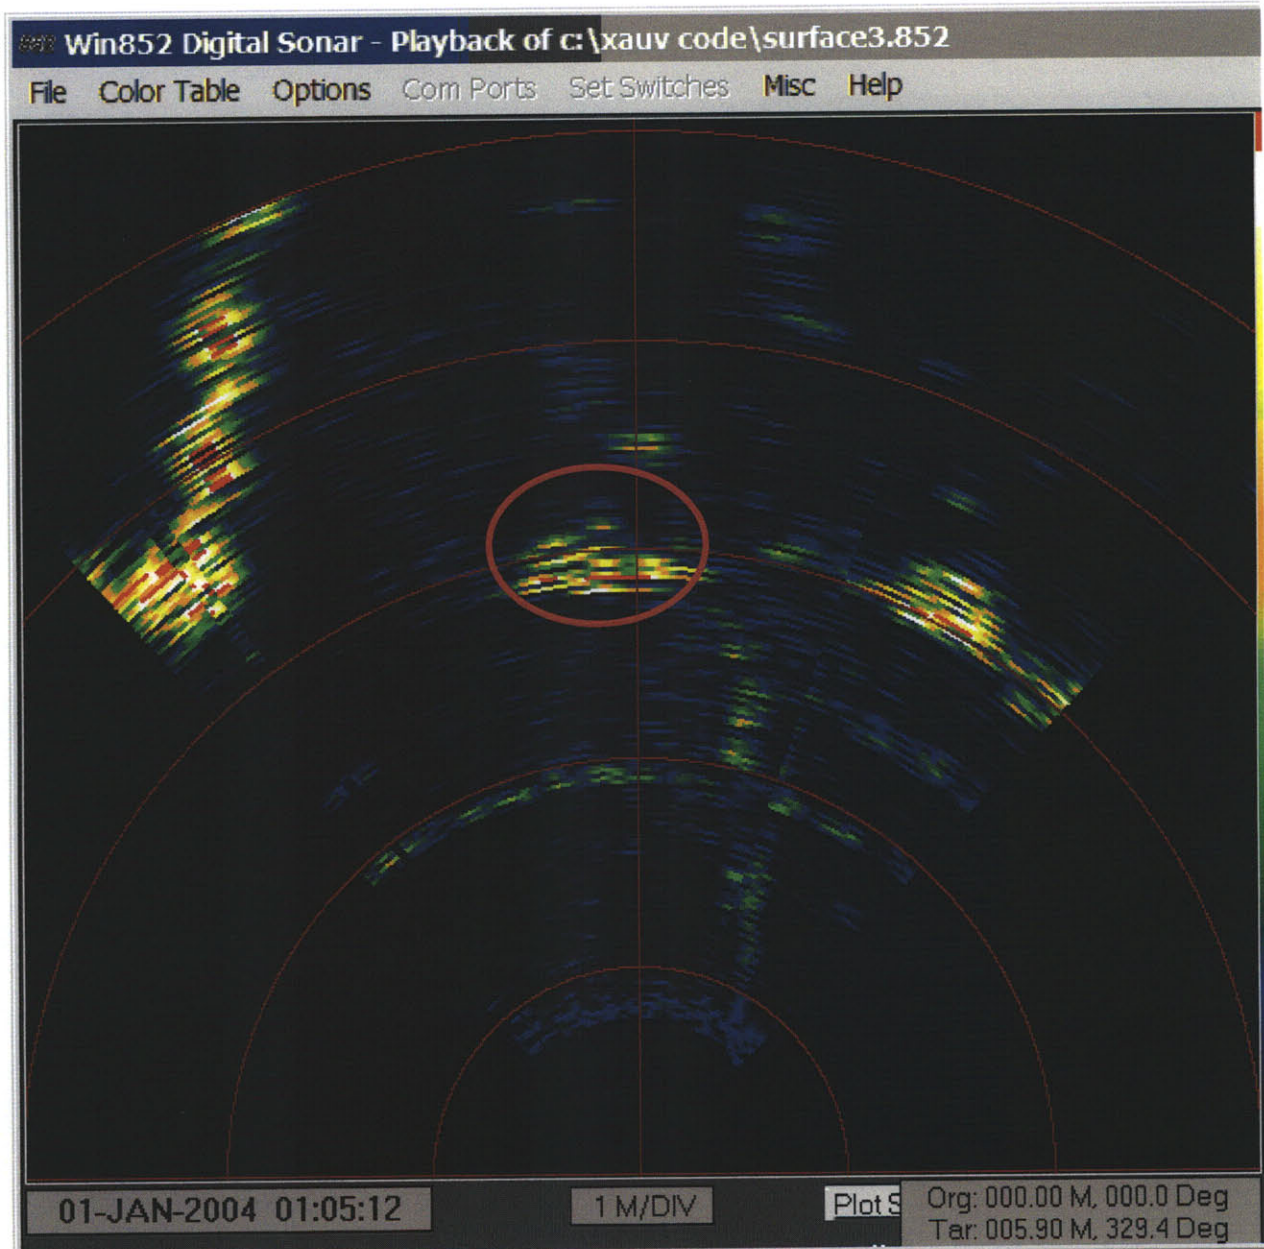 Win852 Digital Sonar - Playback of c:\xauv code\surface3.852
File Color Table Options Com Ports Set Switches Misc Help
01-JAN-2004 01:05:12
1 M/DIV
Plot S
Org: 000.00 M, 000.0 Deg
Tar: 005.90 M, 329.4 Deg